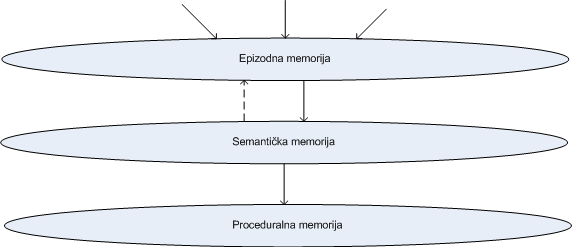 Epizodna memorija
Semantička memorija
Proceduralna memorija